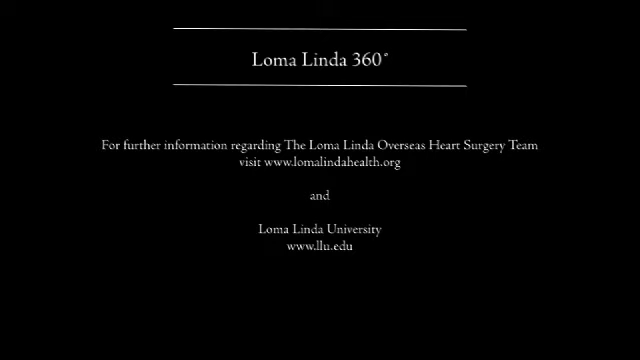 Loma Linda 360°
For further information regarding The Loma Linda Overseas Heart Surgery Team
visit www.lomalindahealth.org
and
Loma Linda University
www.llu.edu